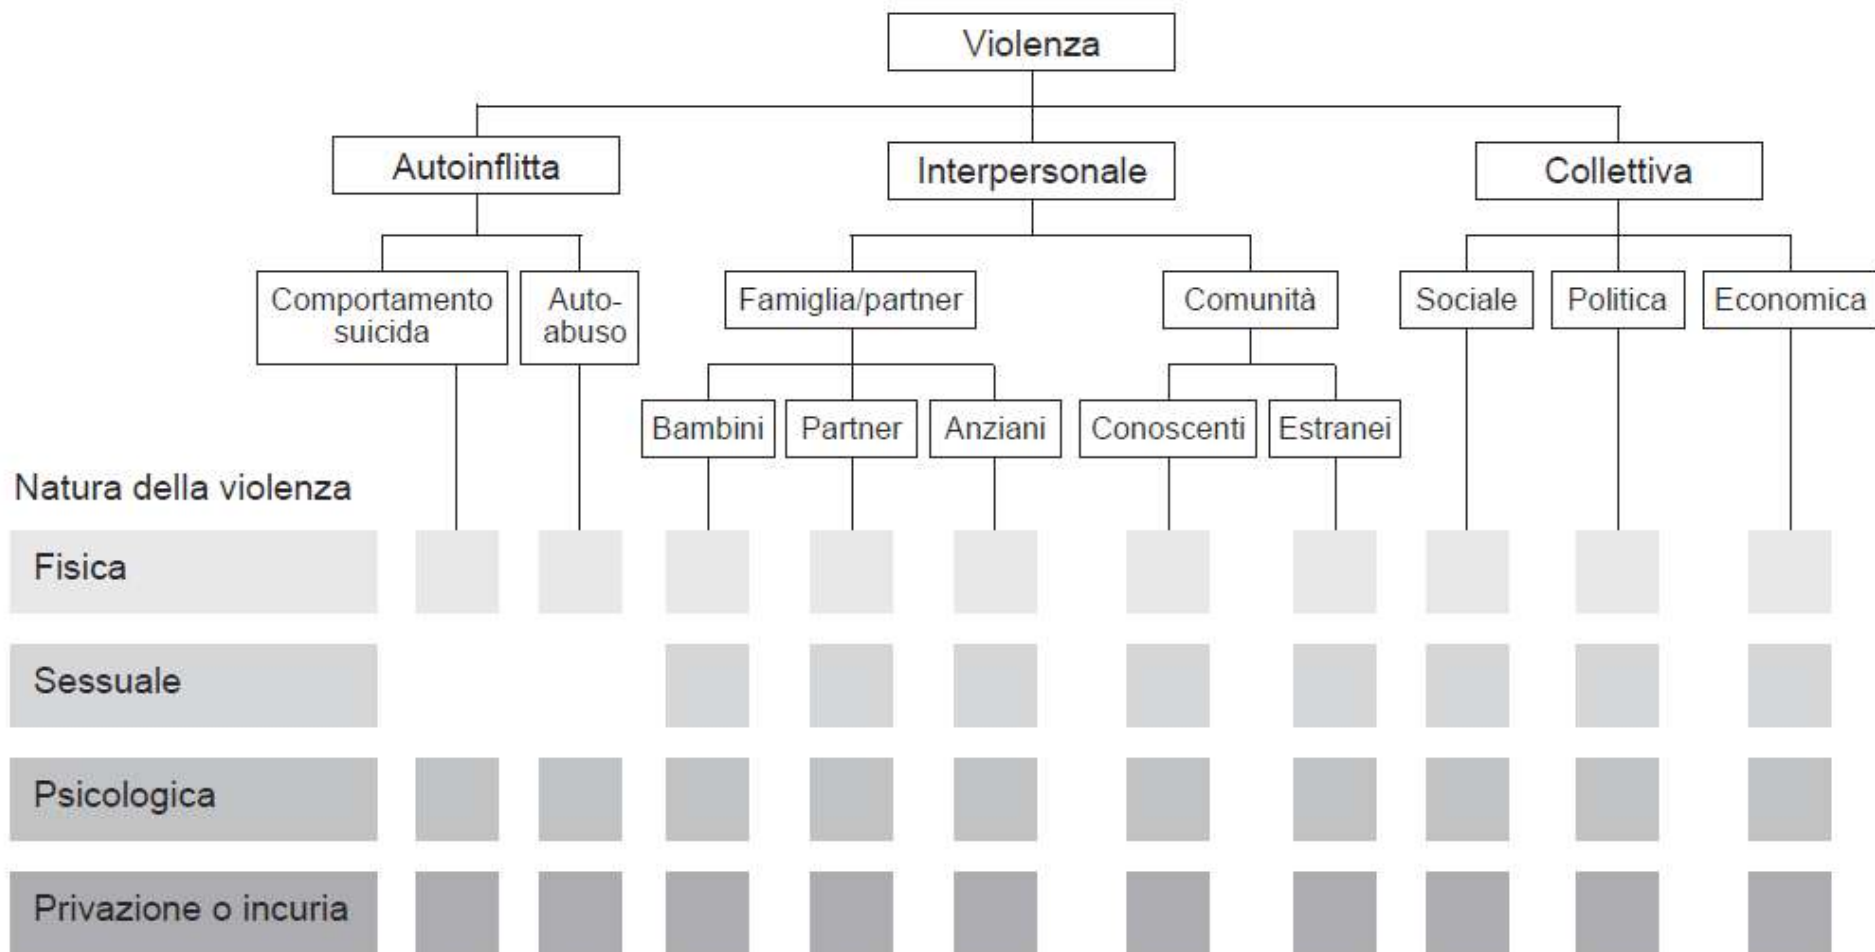 Violenza
Autoinflitta
Interpersonale
Collettiva
Comportamento
suicida
Auto-
abuso
Famiglia/partner
Comunità
Sociale
Politica
Economica
Bambini
Partner
Anziani
Conoscenti
Estranei
Natura della violenza
Fisica
Sessuale
Psicologica
Privazione o incuria